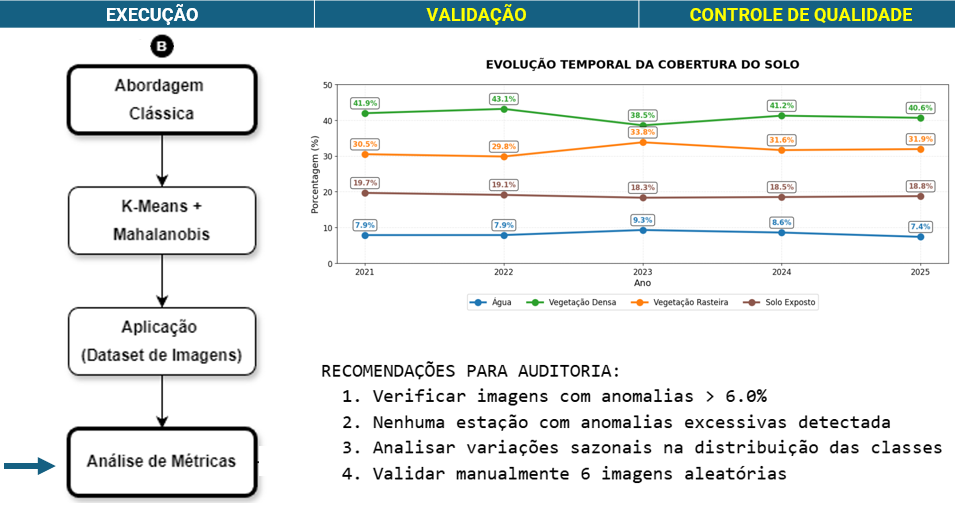 EXECUÇÃO
VALIDAÇÃO
CONTROLE DE QUALIDADE
B
Abordagem
Clássica
K-Means +
Mahalanobis
Aplicação
(Dataset de Imagens)
Análise de Métricas
EVOLUÇÃO TEMPORAL DA COBERTURA DO SOLO
Porcentagem (%)
50
40
30
20
10
0
41.9%
43.1%
38.5%
41.2%
40.6%
30.5%
29.8%
33.8%
31.6%
31.9%
19.7%
19.1%
18.3%
18.5%
18.8%
7.9%
7.9%
9.3%
8.6%
7.4%
2021
2022
2023
2024
2025
Ano
Água
Vegetação Densa
Vegetação Rasteira
Solo Exposto
RECOMENDAÇÕES PARA AUDITORIA:
1. Verificar imagens com anomalias > 6.0%
2. Nenhuma estação com anomalias excessivas detectada
3. Analisar variações sazonais na distribuição das classes
4. Validar manualmente 6 imagens aleatórias